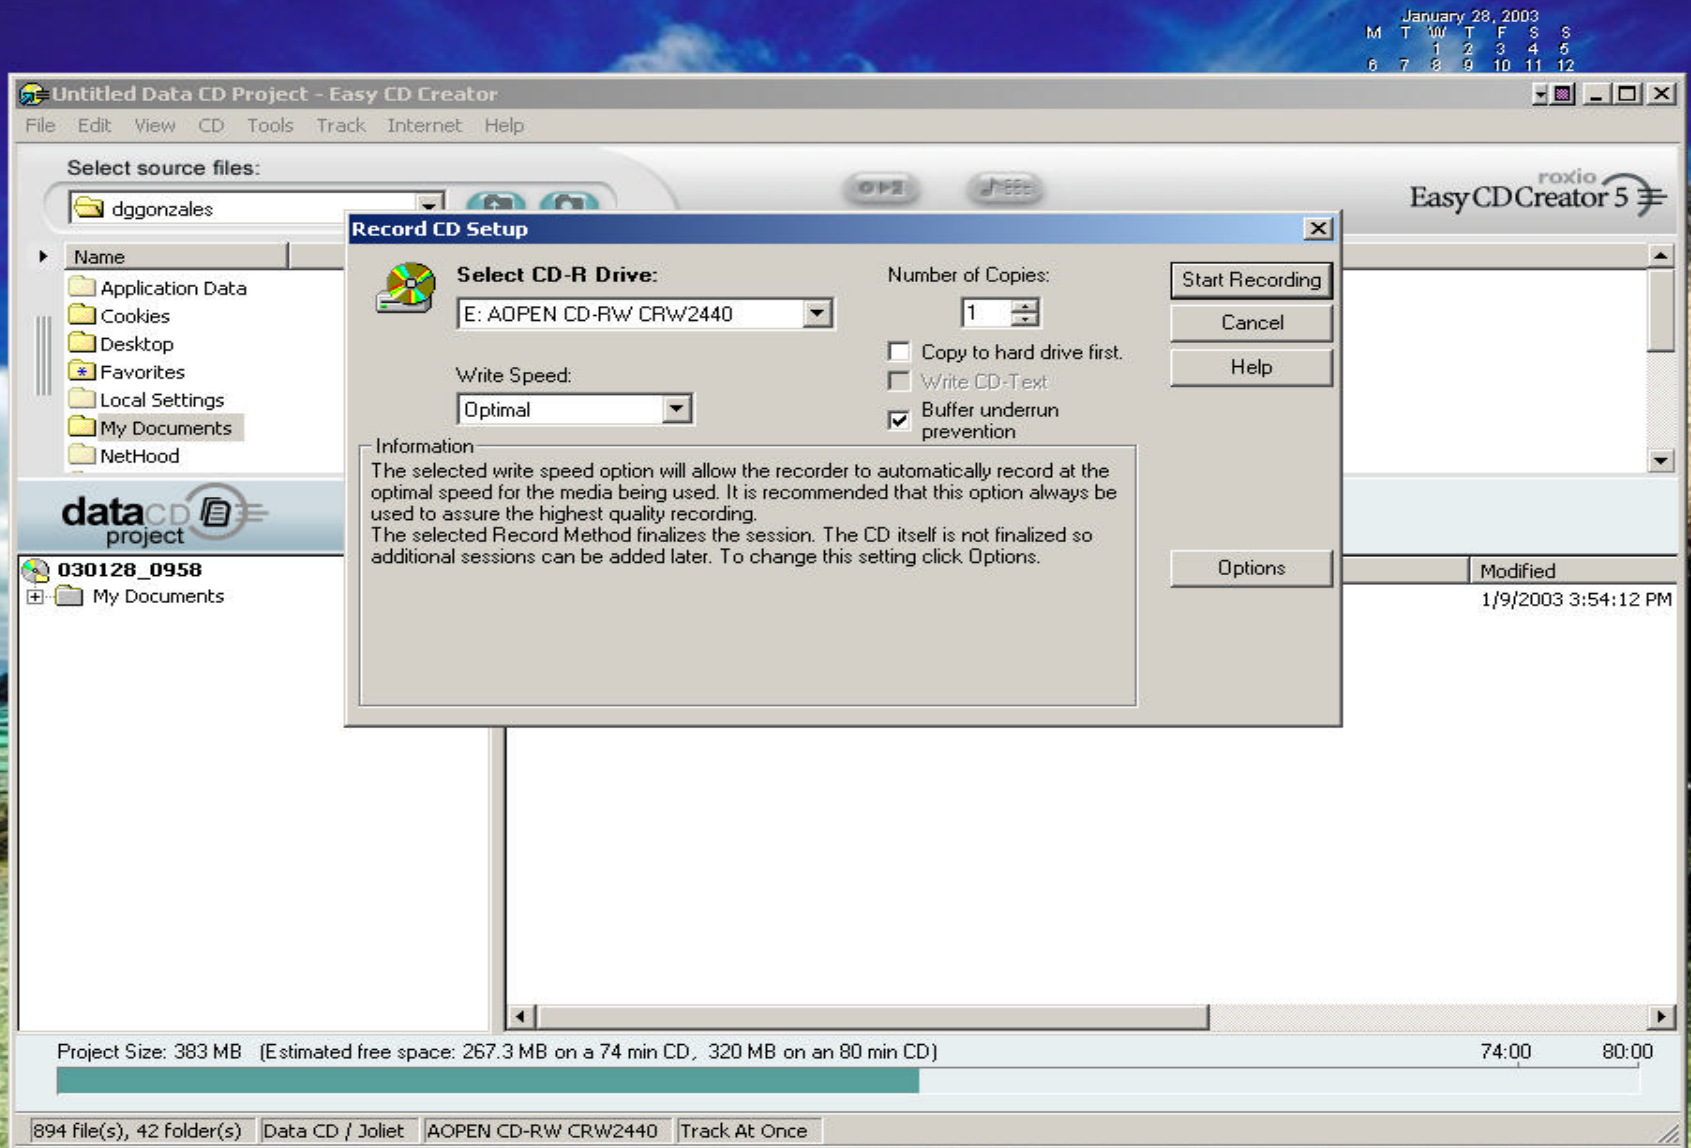 January 28, 2003
M T W T F S S
1 2 3 4 5
6 7 8 9 10 11 12
Untitled Data CD Project - Easy CD Creator
File Edit View CD Tools Track Internet Help
Select source files:
dggonzales
roxio
Easy CD Creator 5
Name
Application Data
Cookies
Desktop
Favorites
Local Settings
My Documents
NetHood
Record CD Setup
Select CD-R Drive:
E: AOPEN CD-RW CRW2440
Write Speed:
Optimal
Number of Copies:
1
Copy to hard drive first.
Write CD-Text
Buffer underrun
prevention
Start Recording
Cancel
Help
Options
Information
The selected write speed option will allow the recorder to automatically record at the
optimal speed for the media being used. It is recommended that this option always be
used to assure the highest quality recording.
The selected Record Method finalizes the session. The CD itself is not finalized so
additional sessions can be added later. To change this setting click Options.
dataCD
project
030128_0958
My Documents
Modified
1/9/2003 3:54:12 PM
Project Size: 383 MB (Estimated free space: 267.3 MB on a 74 min CD, 320 MB on an 80 min CD)
74:00 80:00
894 file(s), 42 folder(s) Data CD / Joliet AOPEN CD-RW CRW2440 Track At Once